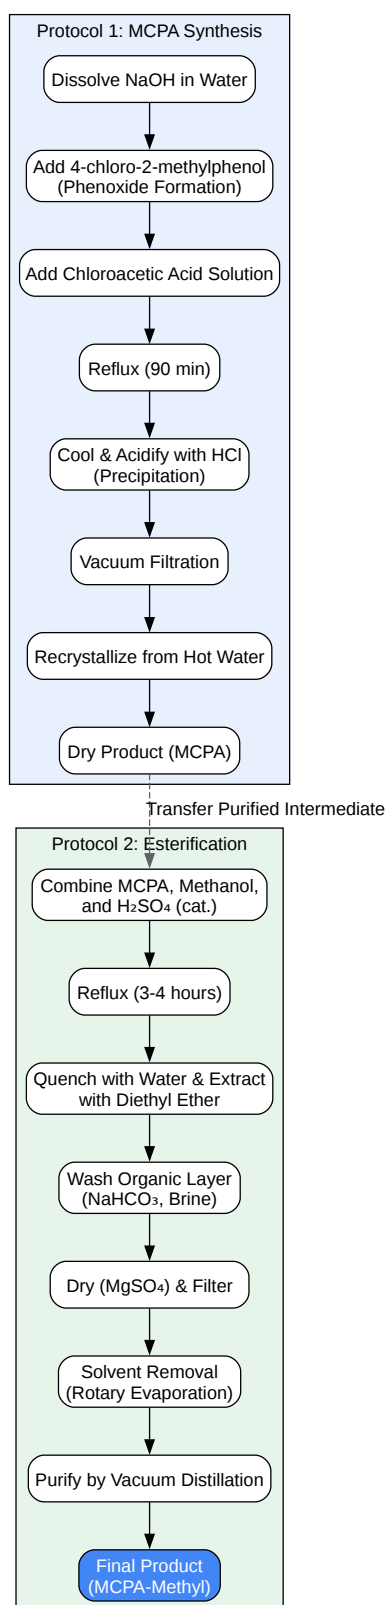 Protocol 1: MCPA Synthesis
Dissolve NaOH in Water
Add 4-chloro-2-methylphenol
(Phenoxide Formation)
Add Chloroacetic Acid Solution
Reflux (90 min)
Cool & Acidify with HCl
(Precipitation)
Vacuum Filtration
Recrystallize from Hot Water
Dry Product (MCPA)
Transfer Purified Intermediate
Protocol 2: Esterification
Combine MCPA, Methanol,
and H₂SO₄ (cat.)
Reflux (3-4 hours)
Quench with Water & Extract
with Diethyl Ether
Wash Organic Layer
(NaHCO₃, Brine)
Dry (MgSO₄) & Filter
Solvent Removal
(Rotary Evaporation)
Purify by Vacuum Distillation
Final Product
(MCPA-Methyl)